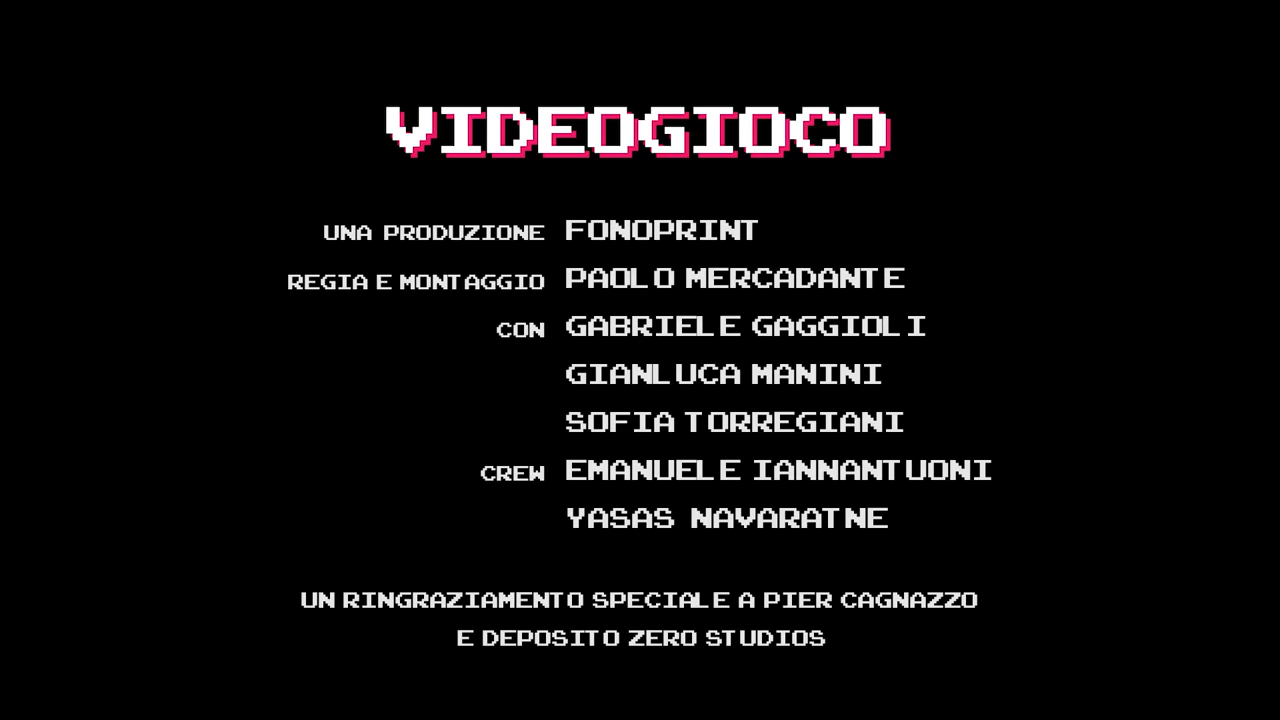 VIDEOGIOCO
UNA PRODUZIONE FONOPRINT
REGIA E MONTAGGIO PAOLO MERCADANTE
CON GABRIELE GAGGIOLI
GIANLUCA MANINI
SOFIA TORREGIANI
CREW EMANUELE IANNANTUONI
YASAS NAVARATNE
UN RINGRAZIAMENTO SPECIALE A PIER CAGNAZZO
E DEPOSITO ZERO STUDIOS